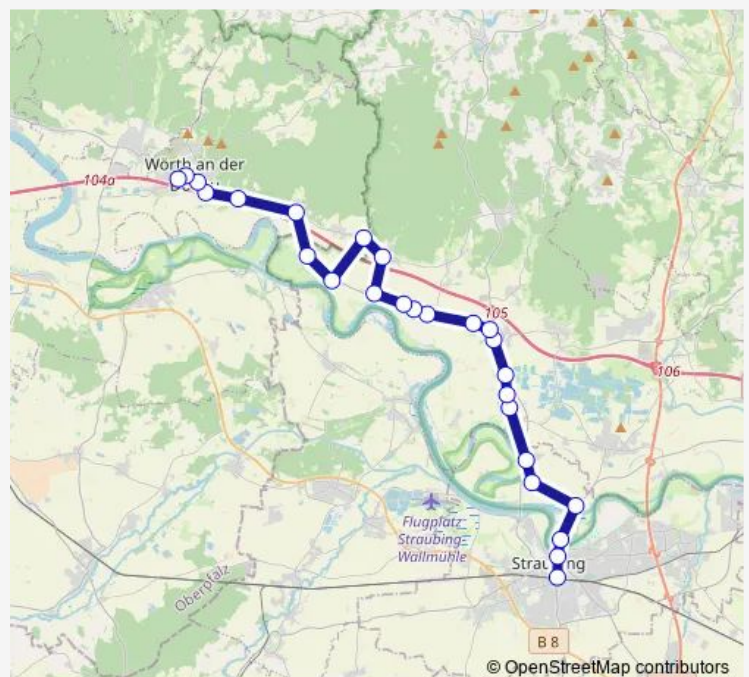 Wörth an der
104a
105
106
Flugplatz
Straubing-
Wallmühle
Straubing
Oberpfalz
B 8
© OpenStreetMap contributors